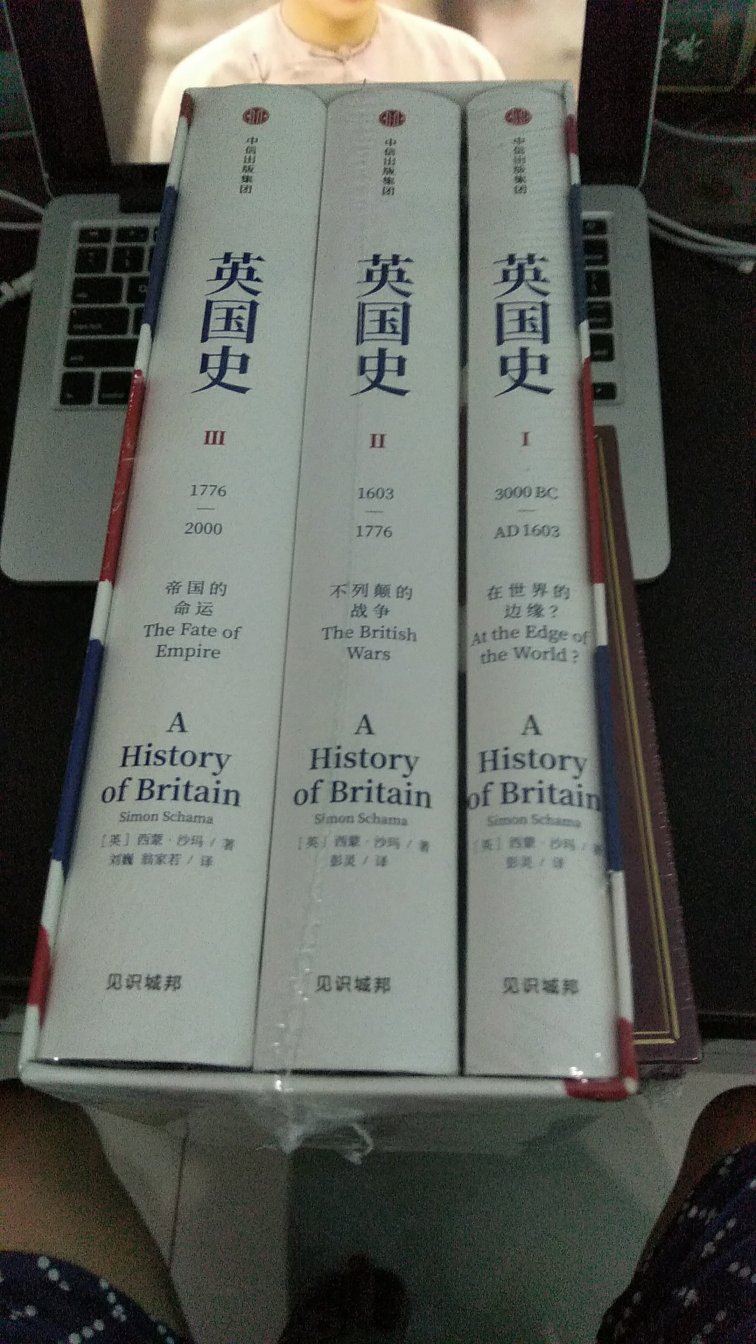 中信出版集团
英国史
III
1776
2000
帝国的
命运
The Fate of
Empire
A
History
of Britain
Simon Schama
[英] 西蒙·沙玛 / 著
刘巍 翁家若 / 译
见识城邦
中信出版集团
英国史
II
1603
1776
不列颠的
战争
The British
Wars
A
History
of Britain
Simon Schama
[英] 西蒙·沙玛 / 著
彭灵 / 译
见识城邦
中信出版集团
英国史
I
3000 BC
AD 1603
在世界的
边缘?
At the Edge of
the World?
A
History
of Britain
Simon Schama
[英] 西蒙·沙玛 / 著
彭灵 / 译
见识城邦